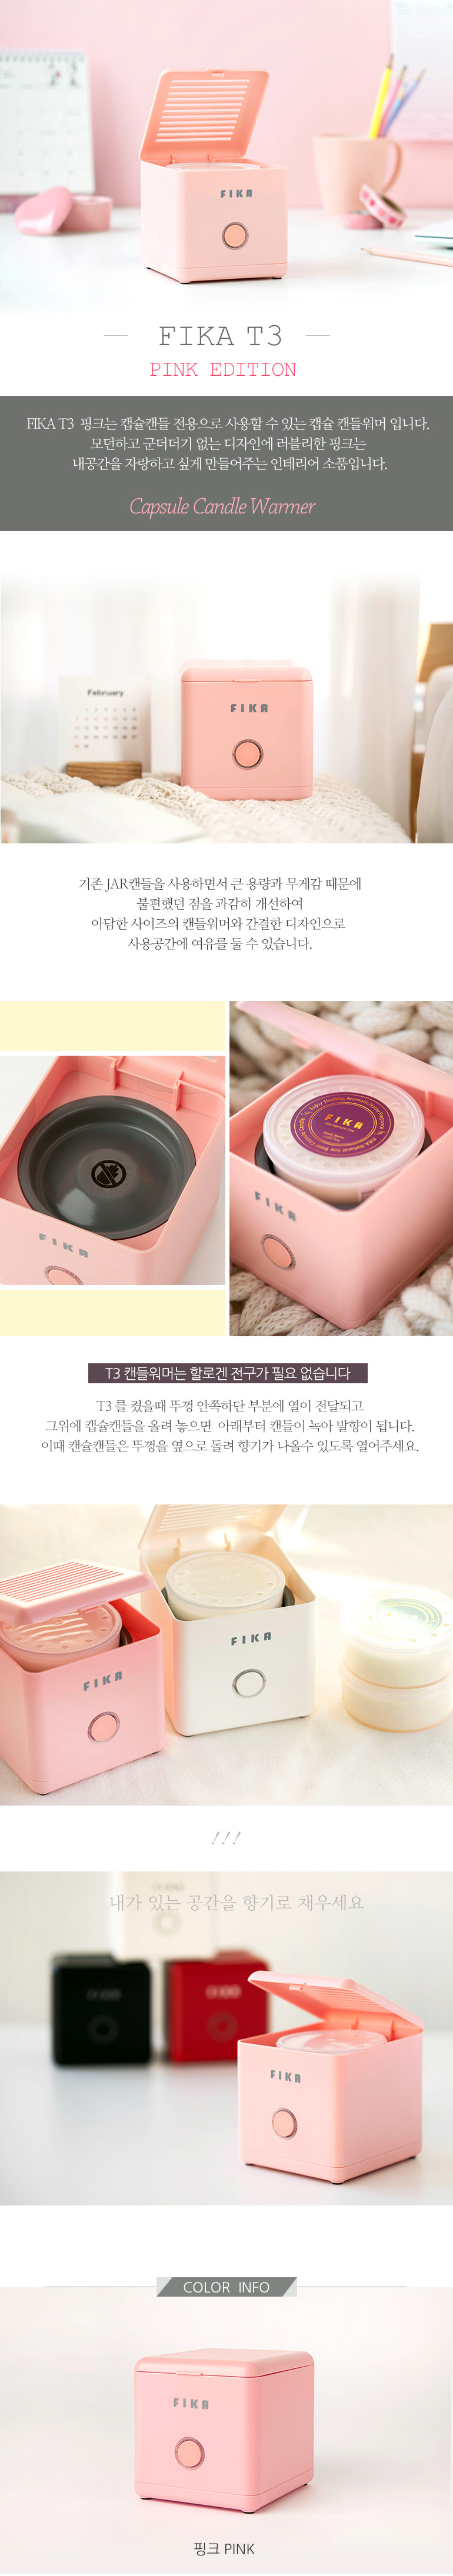 FIKA
FIKA T3
PINK EDITION
FIKA T3 핑크는 캡슐캔들 전용으로 사용할 수 있는 캡슐 캔들워머 입니다.
모던하고 군더더기 없는 디자인에 러블리한 핑크는
내공간을 자랑하고 싶게 만들어주는 인테리어 소품입니다.
Capsule Candle Warmer
February
FIKA
기존 JAR캔들을 사용하면서 큰 용량과 무게감 때문에
불편했던 점을 과감히 개선하여
아담한 사이즈의 캔들워머와 간결한 디자인으로
사용공간에 여유를 둘 수 있습니다.
FIKA
FIKA
FIKA
T3 캔들워머는 할로겐 전구가 필요 없습니다
T3 를 켰을때 뚜껑 안쪽하단 부분에 열이 전달되고
그위에 캡슐캔들을 올려 놓으면 아래부터 캔들이 녹아 발향이 됩니다.
이때 캔슐캔들은 뚜껑을 옆으로 돌려 향기가 나올수 있도록 열어주세요.
FIKA
FIKA
! ! !
내가 있는 공간을 향기로 채우세요
FIKA
COLOR INFO
FIKA
핑크 PINK